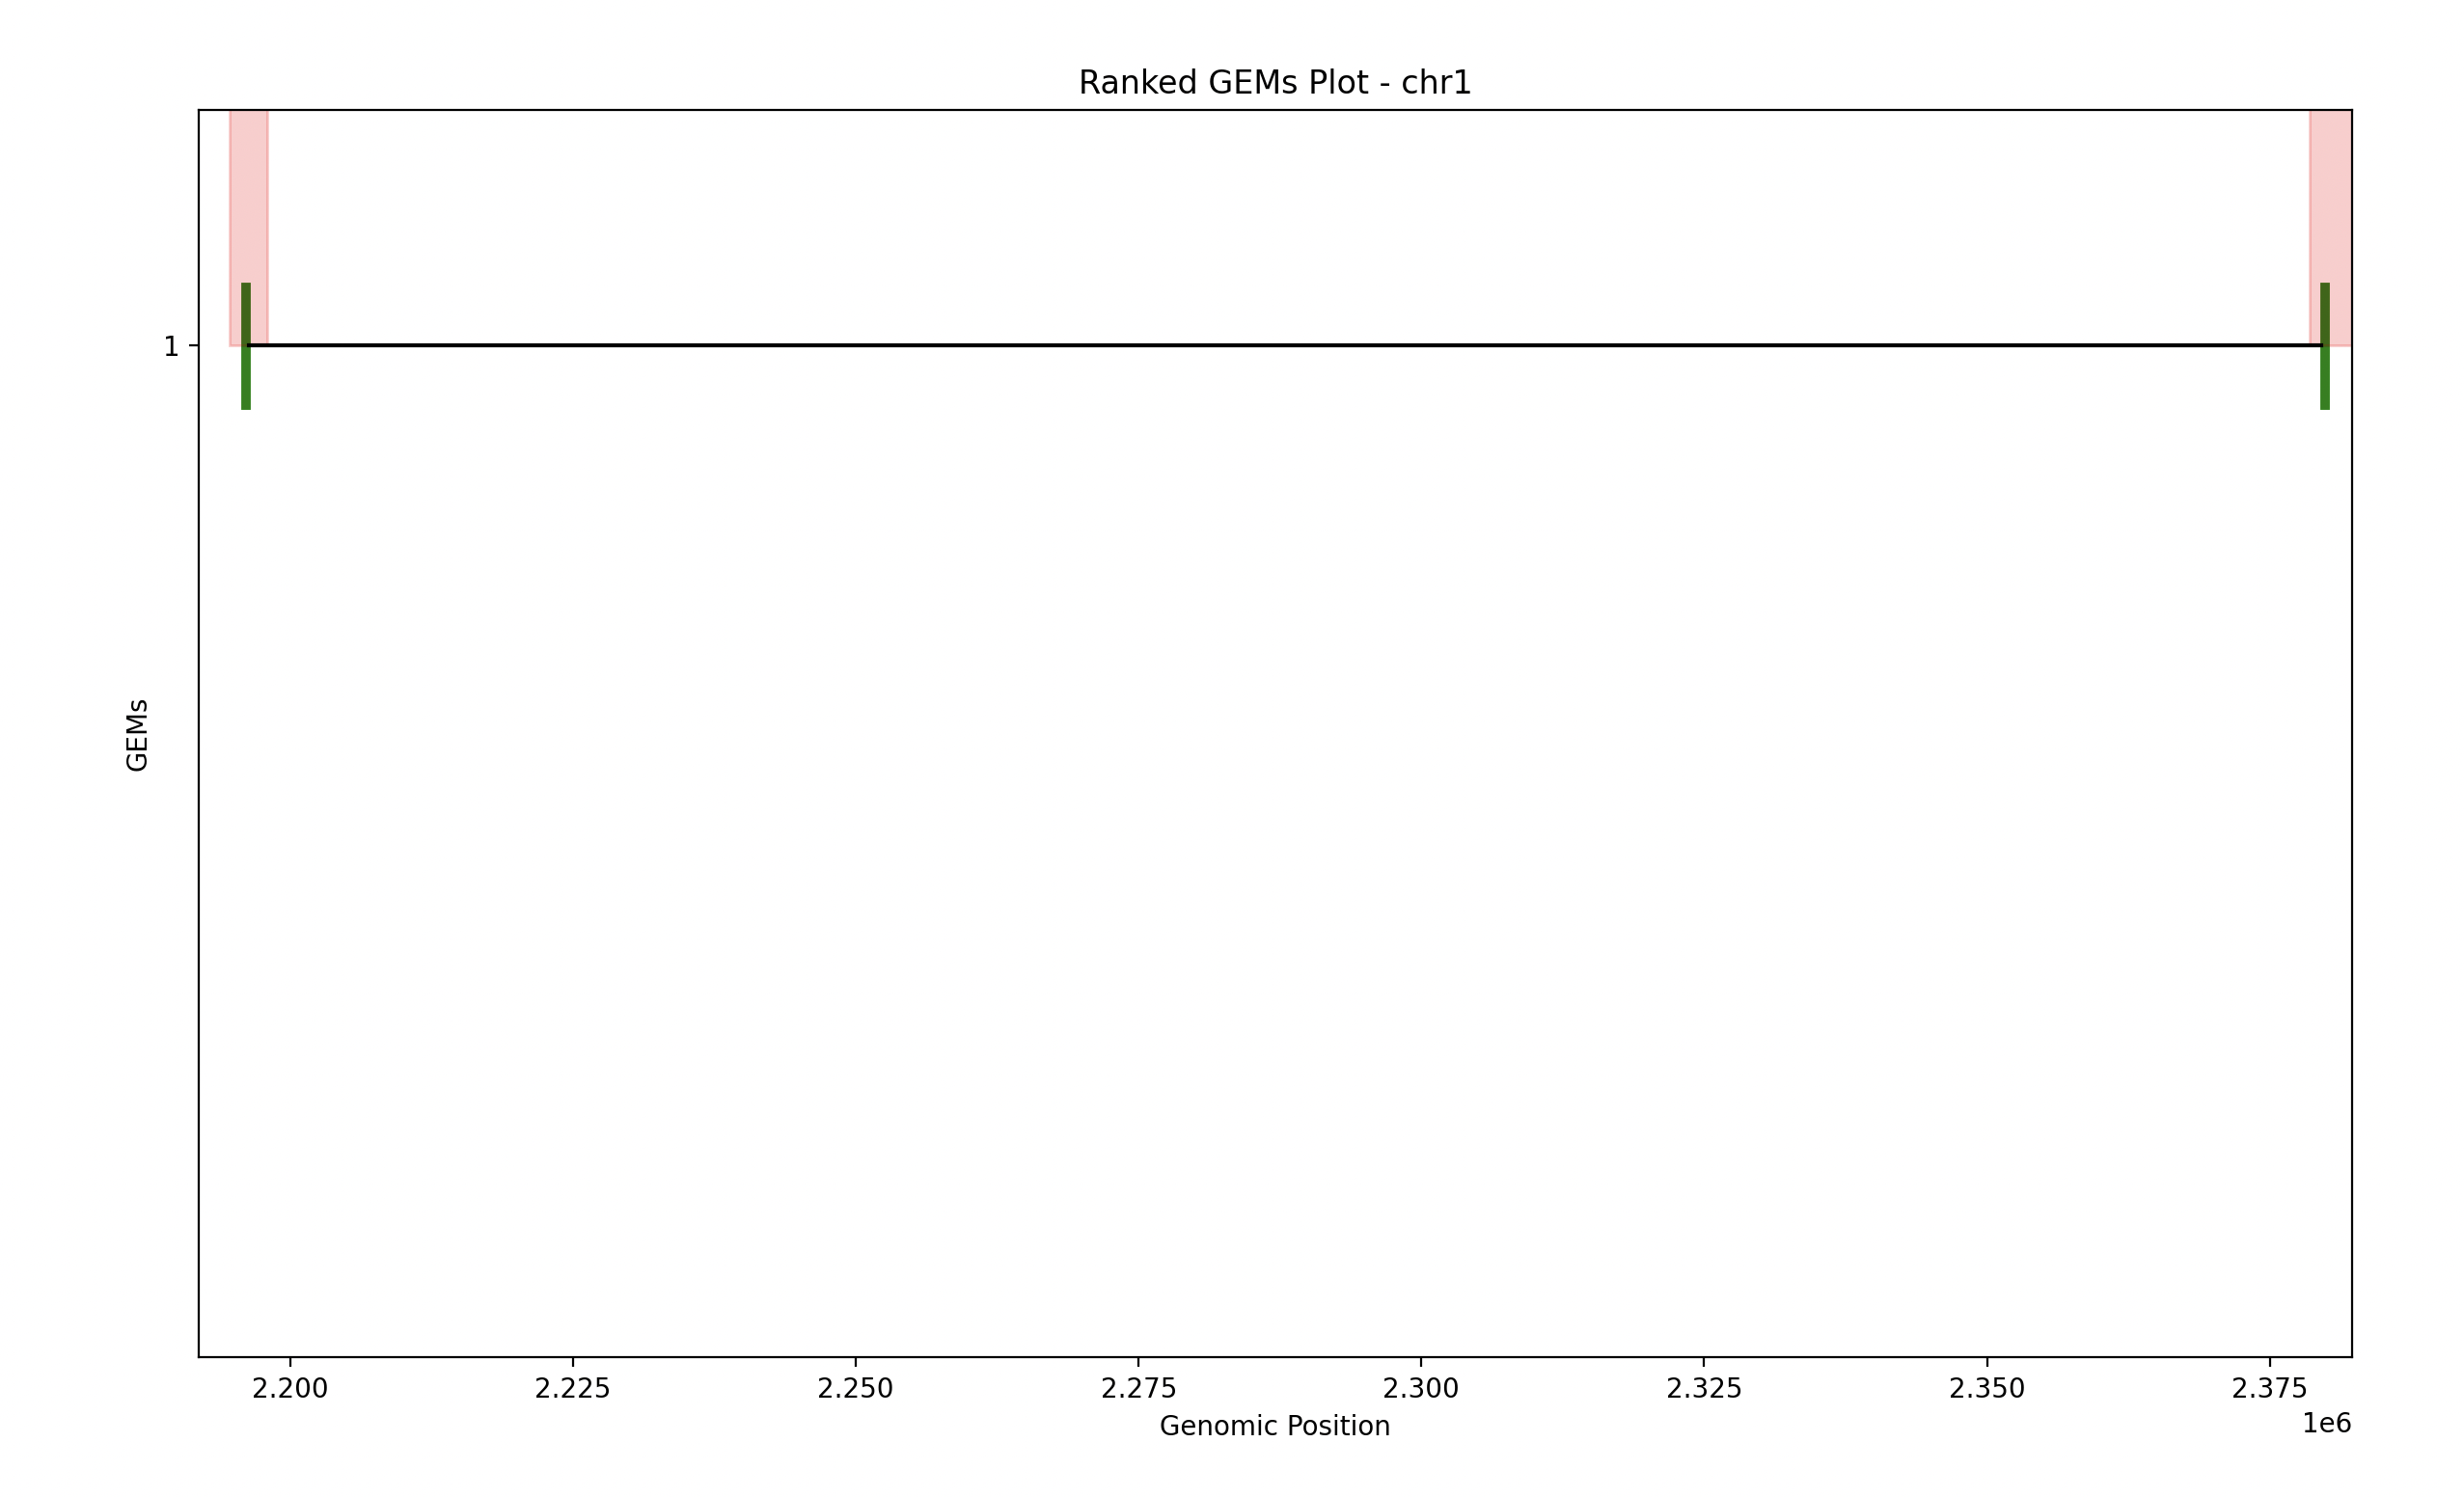 Ranked GEMs Plot - chr1
1
GEMs
2.200 2.225 2.250 2.275 2.300 2.325 2.350 2.375
Genomic Position
1e6